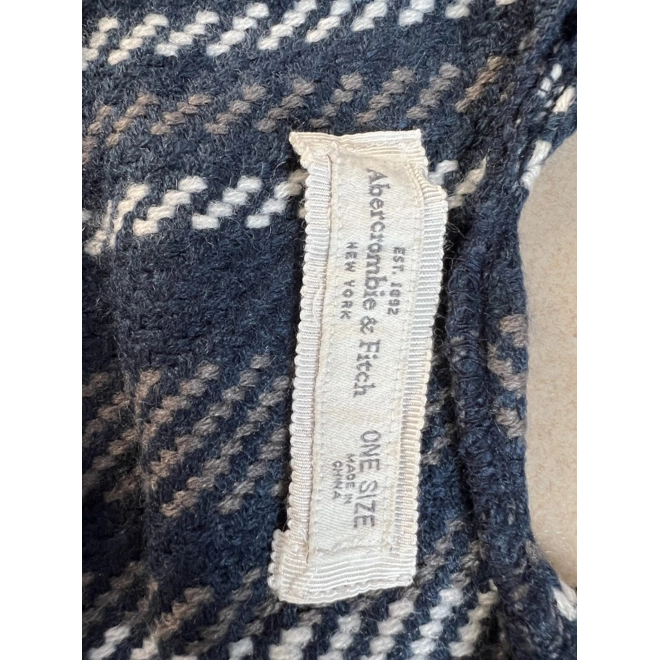 EST. 1892
Abercrombie & Fitch
NEW YORK
ONE SIZE
MADE IN
CHINA